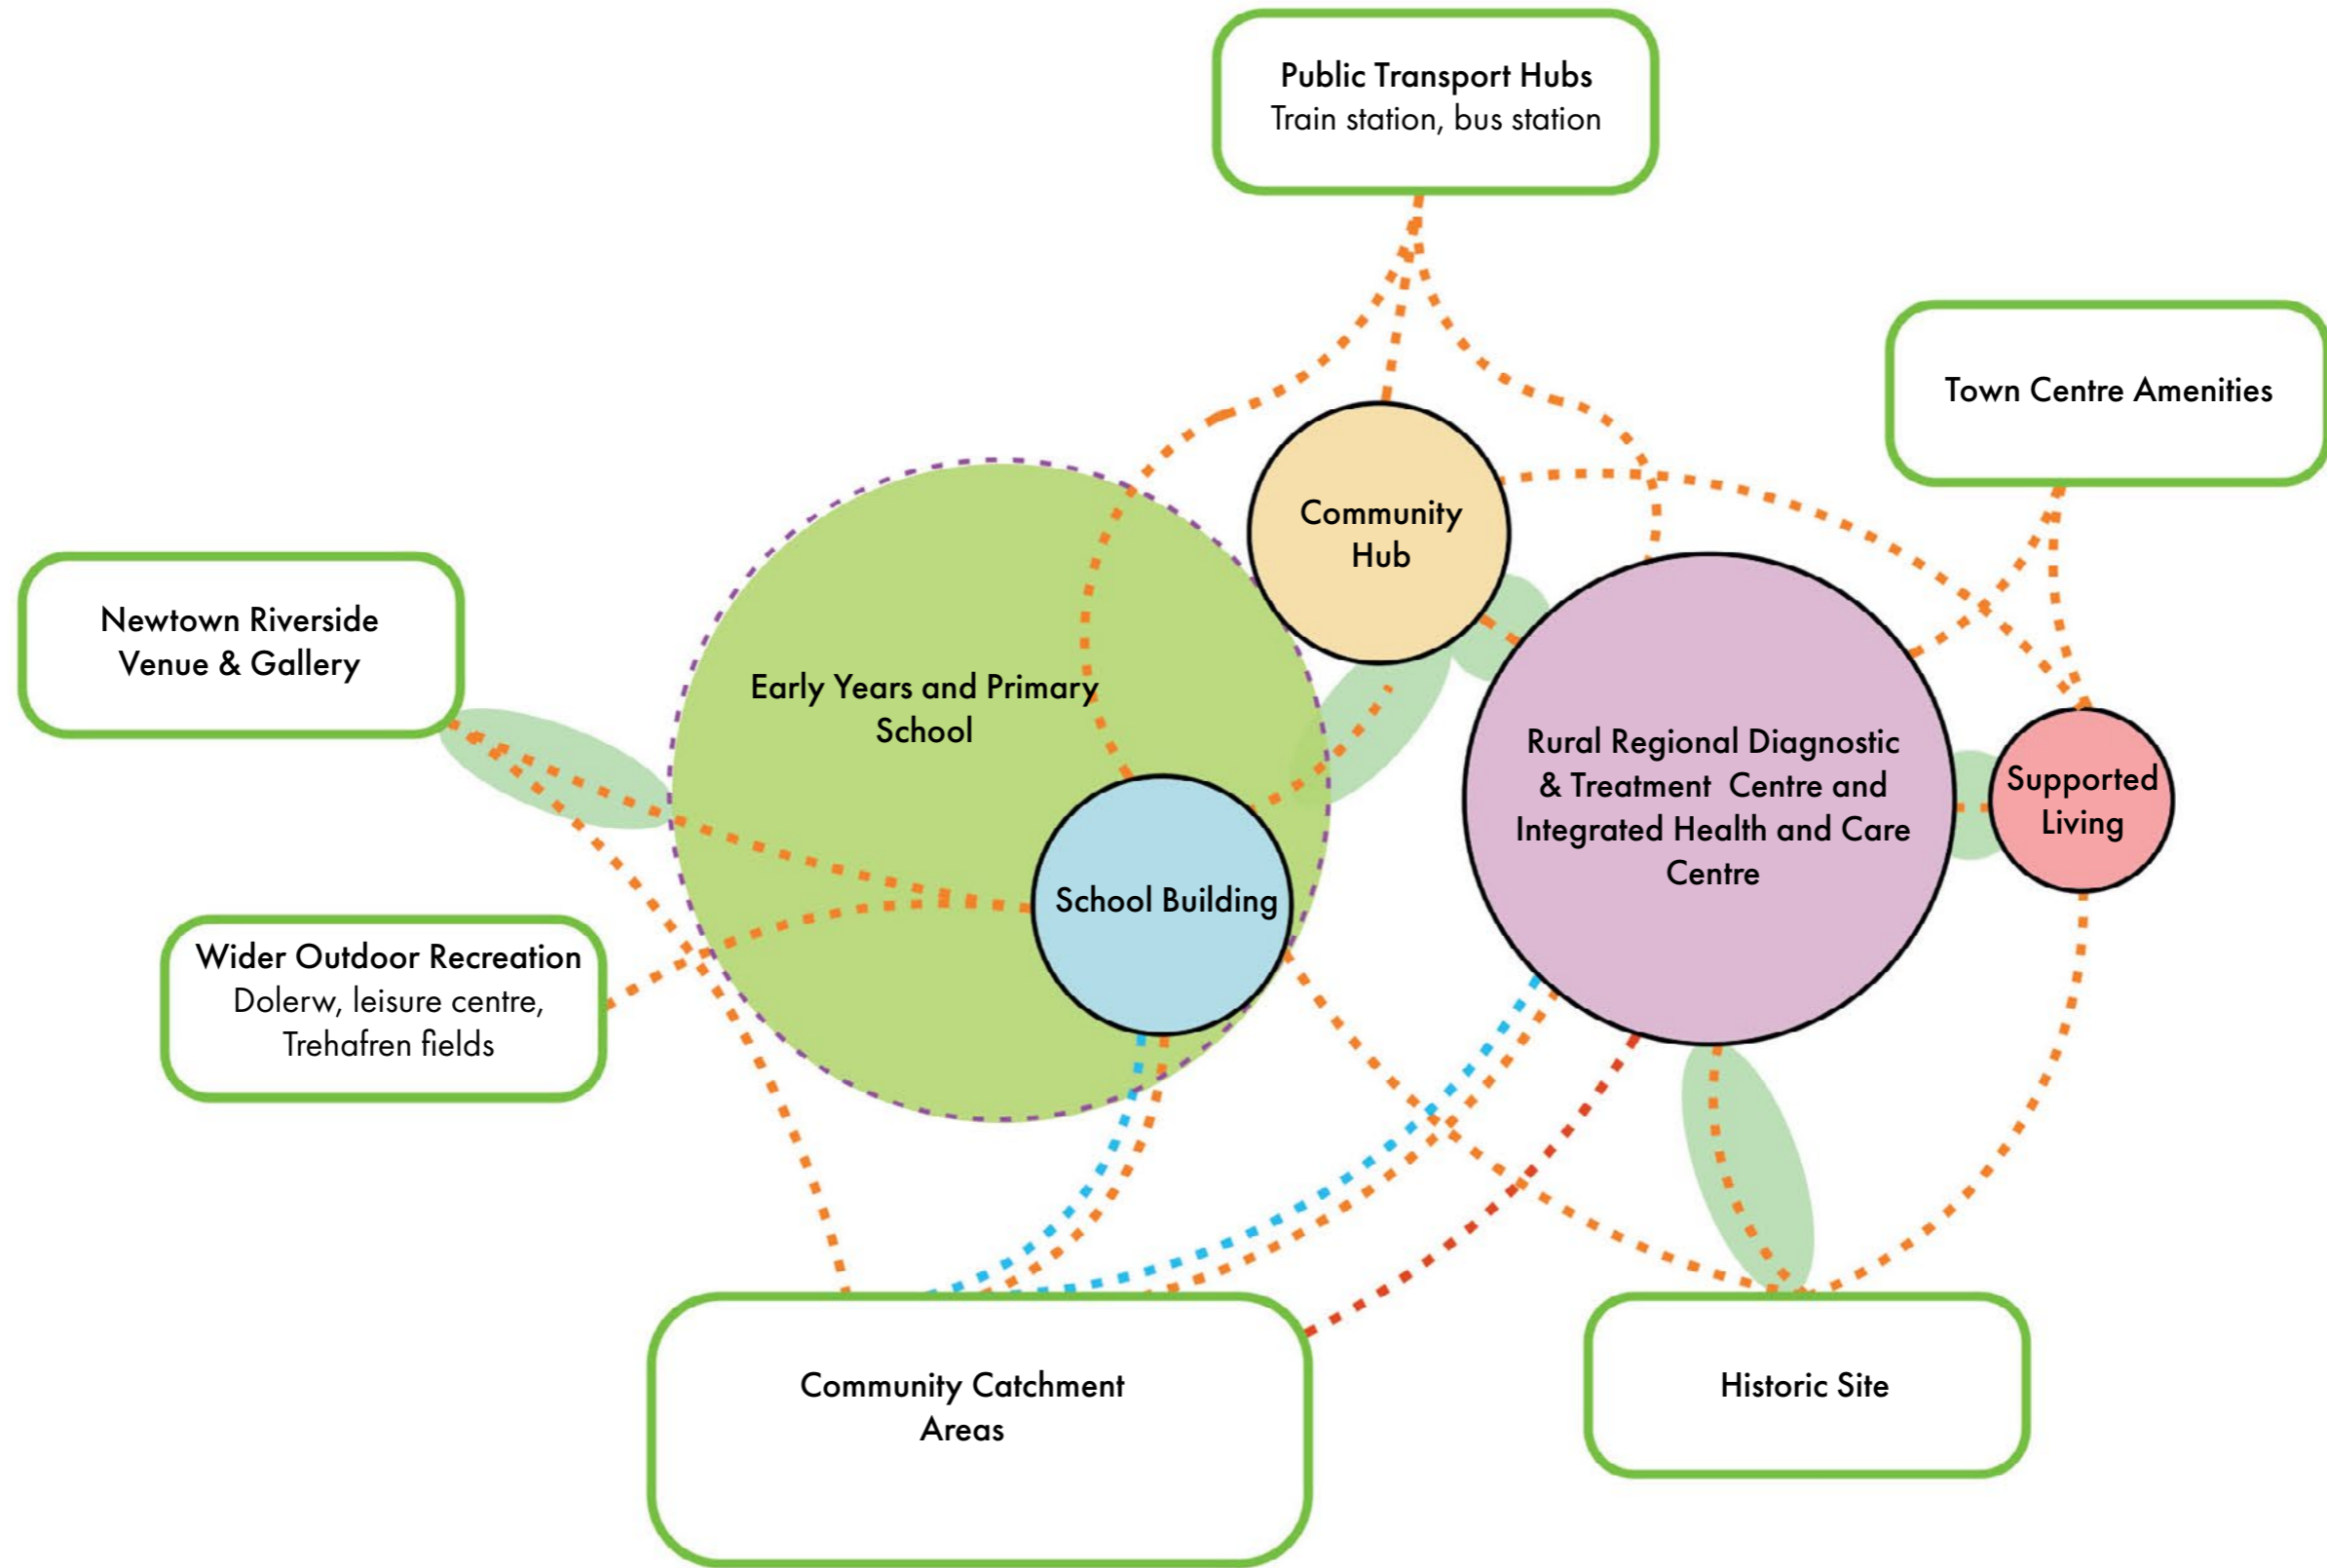 Public Transport Hubs
Train station, bus station
Town Centre Amenities
Community
Hub
Newtown Riverside
Venue & Gallery
Early Years and Primary
School
Rural Regional Diagnostic
& Treatment  Centre and
Integrated Health and Care
Centre
Supported
Living
School Building
Wider Outdoor Recreation
Dolerw, leisure centre,
Trehafren fields
Community Catchment
Areas
Historic Site